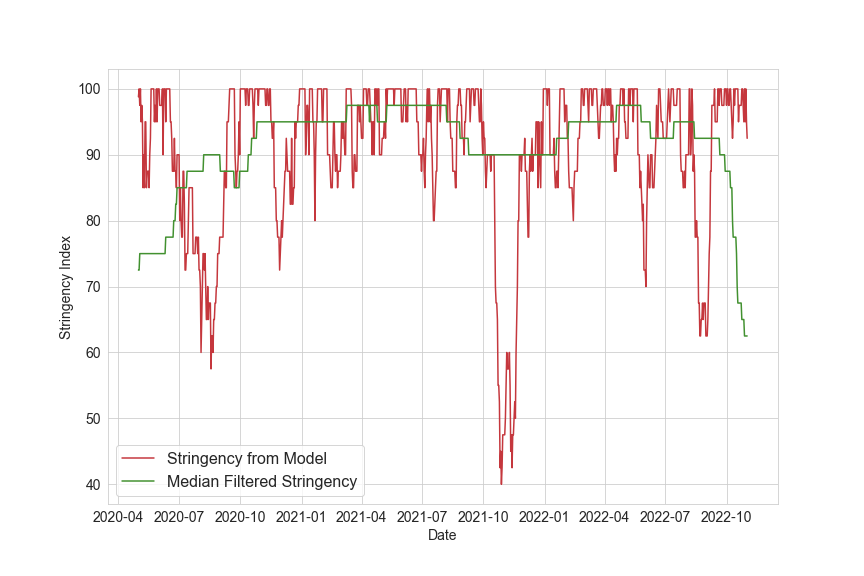 100
90
80
70
60
50
40
Stringency Index
Stringency from Model
Median Filtered Stringency
2020-04 2020-07 2020-10 2021-01 2021-04 2021-07 2021-10 2022-01 2022-04 2022-07 2022-10
Date